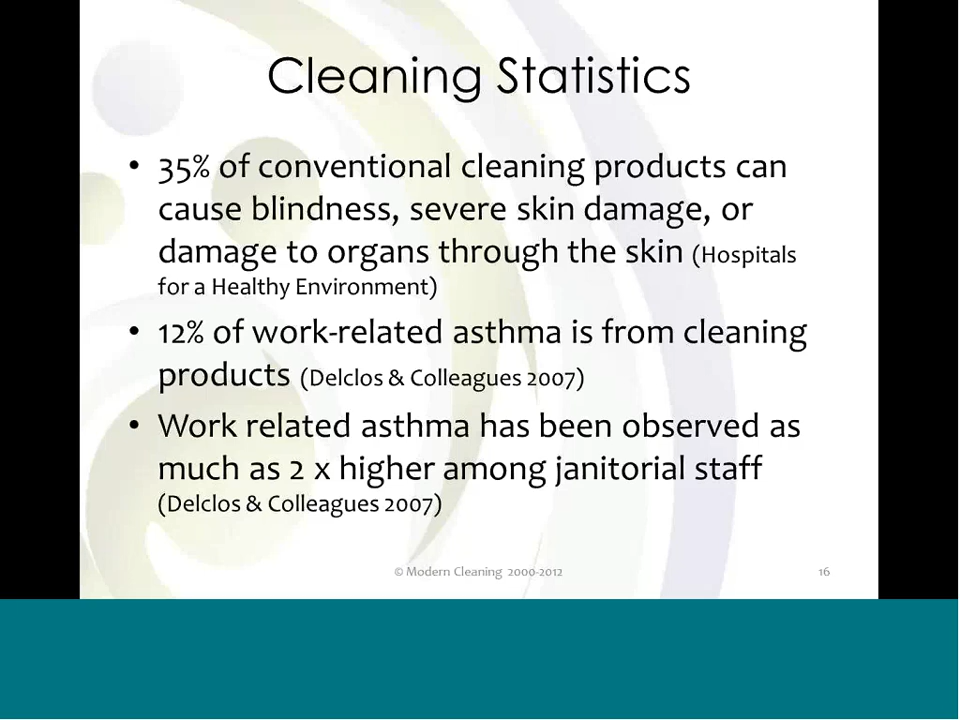 Cleaning Statistics
• 35% of conventional cleaning products can
cause blindness, severe skin damage, or
damage to organs through the skin (Hospitals
for a Healthy Environment)
• 12% of work-related asthma is from cleaning
products (Delclos & Colleagues 2007)
• Work related asthma has been observed as
much as 2 x higher among janitorial staff
(Delclos & Colleagues 2007)
© Modern Cleaning 2000-2012 16